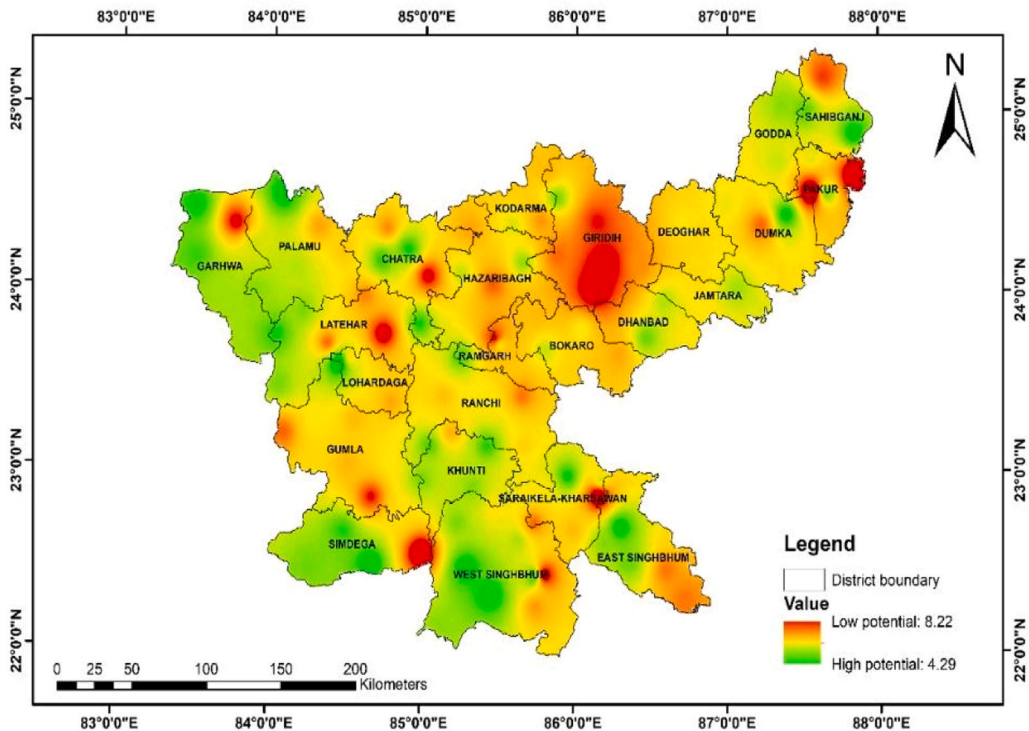 83°0'0"E 84°0'0"E 85°0'0"E 86°0'0"E 87°0'0"E 88°0'0"E
N
25°0'0"N 25°0'0"N
SAHIBGANJ
GODDA
PAKUR
KODARMA
GIRIDIH DEOGHAR DUMKA
PALAMU
CHATRA
GARHWA HAZARIBAGH
24°0'0"N 24°0'0"N
JAMTARA
LATEHAR DHANBAD
RAMGARH BOKARO
LOHARDAGA
RANCHI
GUMLA
KHUNTI
23°0'0"N 23°0'0"N
SARAIKELA-KHARSAWAN
SIMDEGA
EAST SINGHBHUM
WEST SINGHBHUM
Legend
District boundary
Value
Low potential: 8.22
High potential: 4.29
22°0'0"N 22°0'0"N
0 25 50 100 150 200
Kilometers
83°0'0"E 84°0'0"E 85°0'0"E 86°0'0"E 87°0'0"E 88°0'0"E